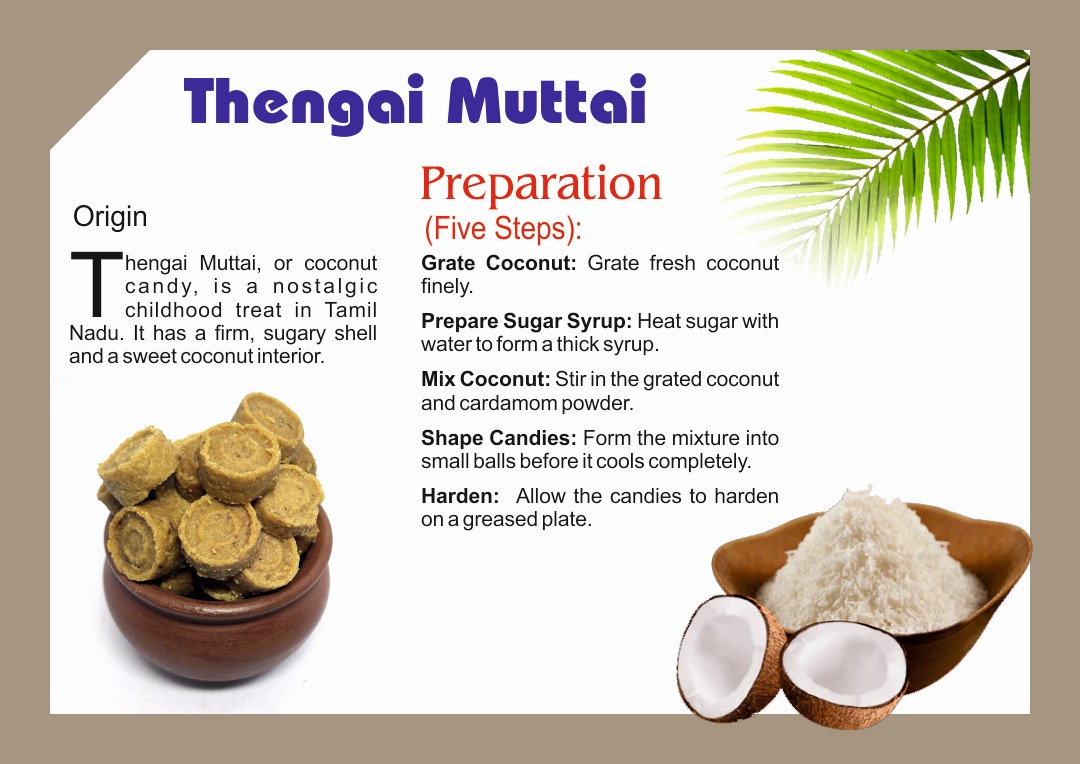 Thengai Muttai
Origin
Thengai Muttai, or coconut
candy, is a nostalgic
childhood treat in Tamil
Nadu. It has a firm, sugary shell
and a sweet coconut interior.
Preparation
(Five Steps):
Grate Coconut: Grate fresh coconut
finely.
Prepare Sugar Syrup: Heat sugar with
water to form a thick syrup.
Mix Coconut: Stir in the grated coconut
and cardamom powder.
Shape Candies: Form the mixture into
small balls before it cools completely.
Harden: Allow the candies to harden
on a greased plate.